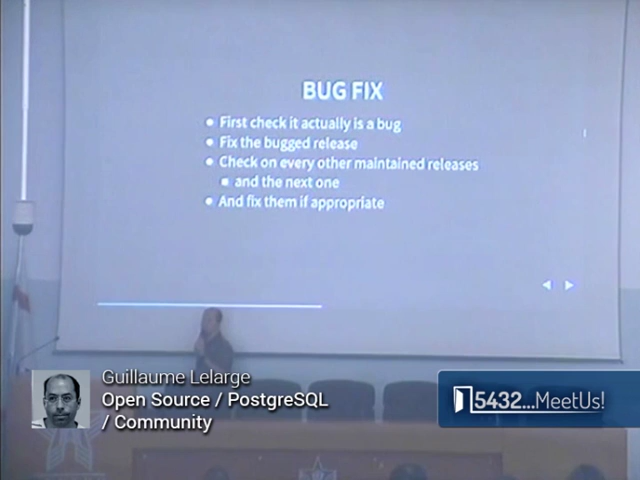 BUG FIX
First check it actually is a bug
Fix the bugged release
Check on every other maintained releases
and the next one
And fix them if appropriate
Guillaume Lelarge
Open Source / PostgreSQL
/ Community
5432...MeetUs!